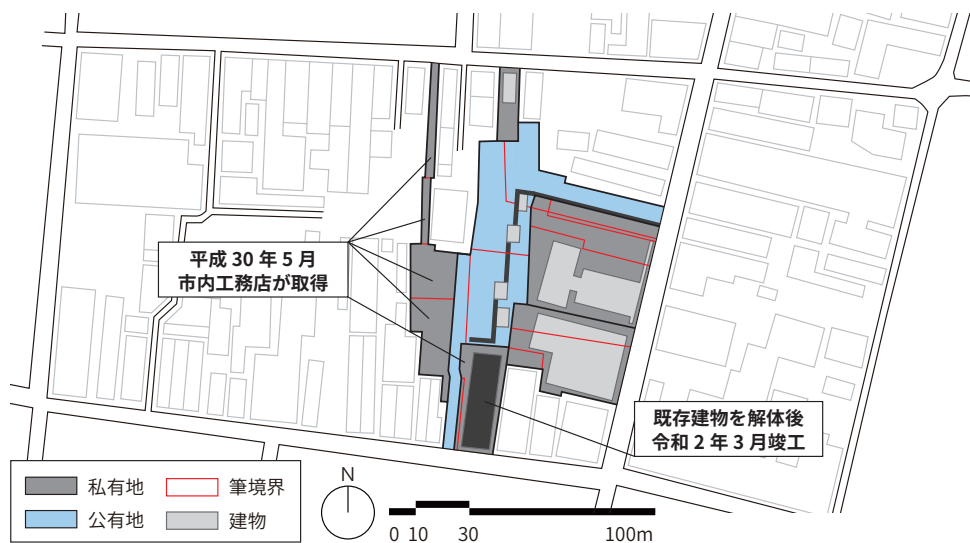 平成 30 年 5 月
市内工務店が取得
既存建物を解体後
令和 2 年 3 月竣工
私有地
筆境界
公有地
建物
N
0 10 30 100m